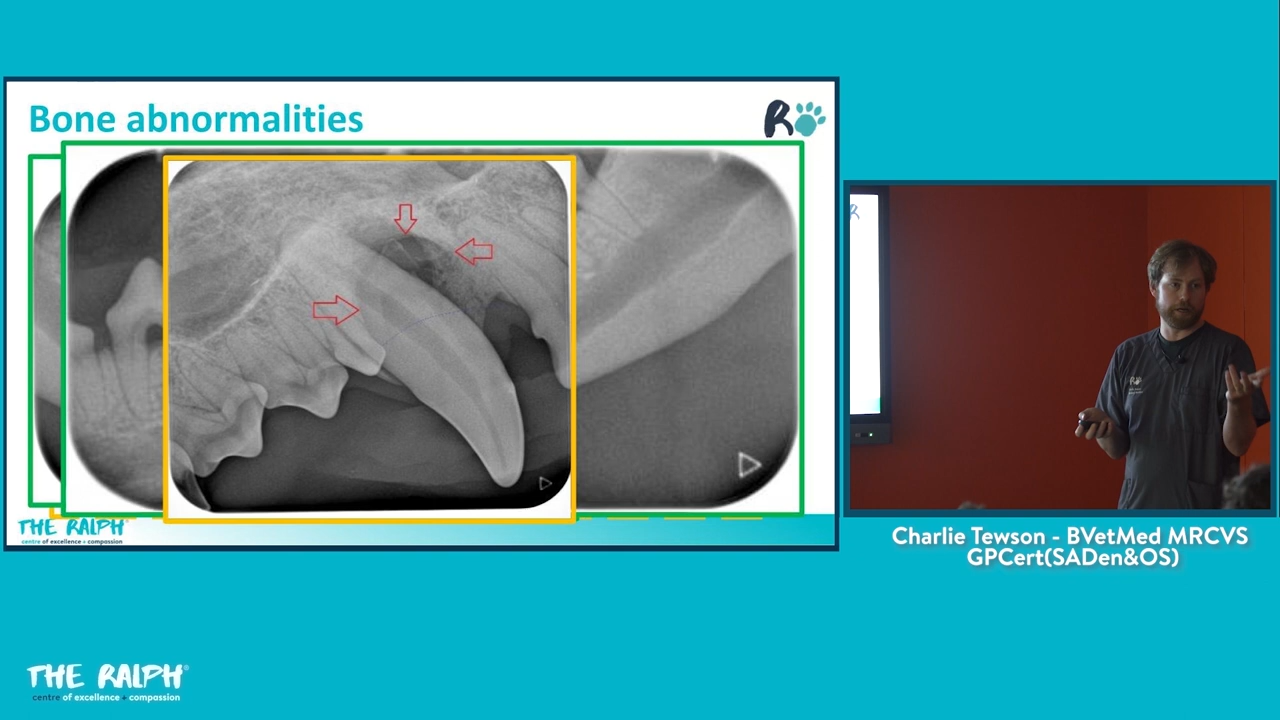 Bone abnormalities
R
THE RALPH
centre of excellence + compassion
R
R
Charlie Tewson - BVetMed MRCVS
GPCert(SADen&OS)
THE RALPH®
centre of excellence + compassion